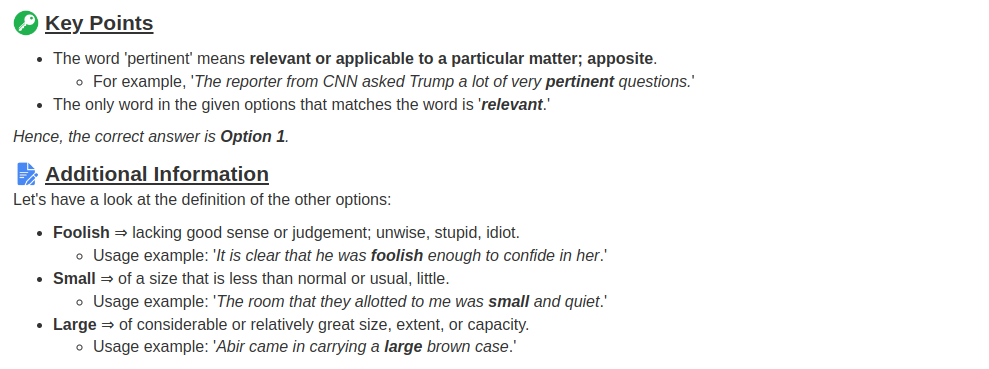 Key Points
• The word 'pertinent' means relevant or applicable to a particular matter; apposite.
◦ For example, 'The reporter from CNN asked Trump a lot of very pertinent questions.'
• The only word in the given options that matches the word is 'relevant.'
Hence, the correct answer is Option 1.
Additional Information
Let's have a look at the definition of the other options:
• Foolish ⇒ lacking good sense or judgement; unwise, stupid, idiot.
◦ Usage example: 'It is clear that he was foolish enough to confide in her.'
• Small ⇒ of a size that is less than normal or usual, little.
◦ Usage example: 'The room that they allotted to me was small and quiet.'
• Large ⇒ of considerable or relatively great size, extent, or capacity.
◦ Usage example: 'Abir came in carrying a large brown case.'